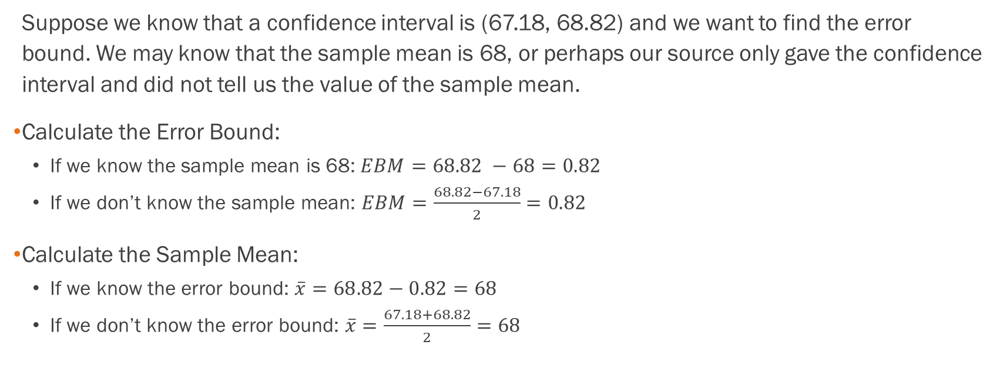 Suppose we know that a confidence interval is (67.18, 68.82) and we want to find the error
bound. We may know that the sample mean is 68, or perhaps our source only gave the confidence
interval and did not tell us the value of the sample mean.
•Calculate the Error Bound:
• If we know the sample mean is 68: EBM = 68.82 − 68 = 0.82
• If we don’t know the sample mean: EBM = \frac{68.82−67.18}{2} = 0.82
•Calculate the Sample Mean:
• If we know the error bound: x̄ = 68.82 − 0.82 = 68
• If we don’t know the error bound: x̄ = \frac{67.18+68.82}{2} = 68